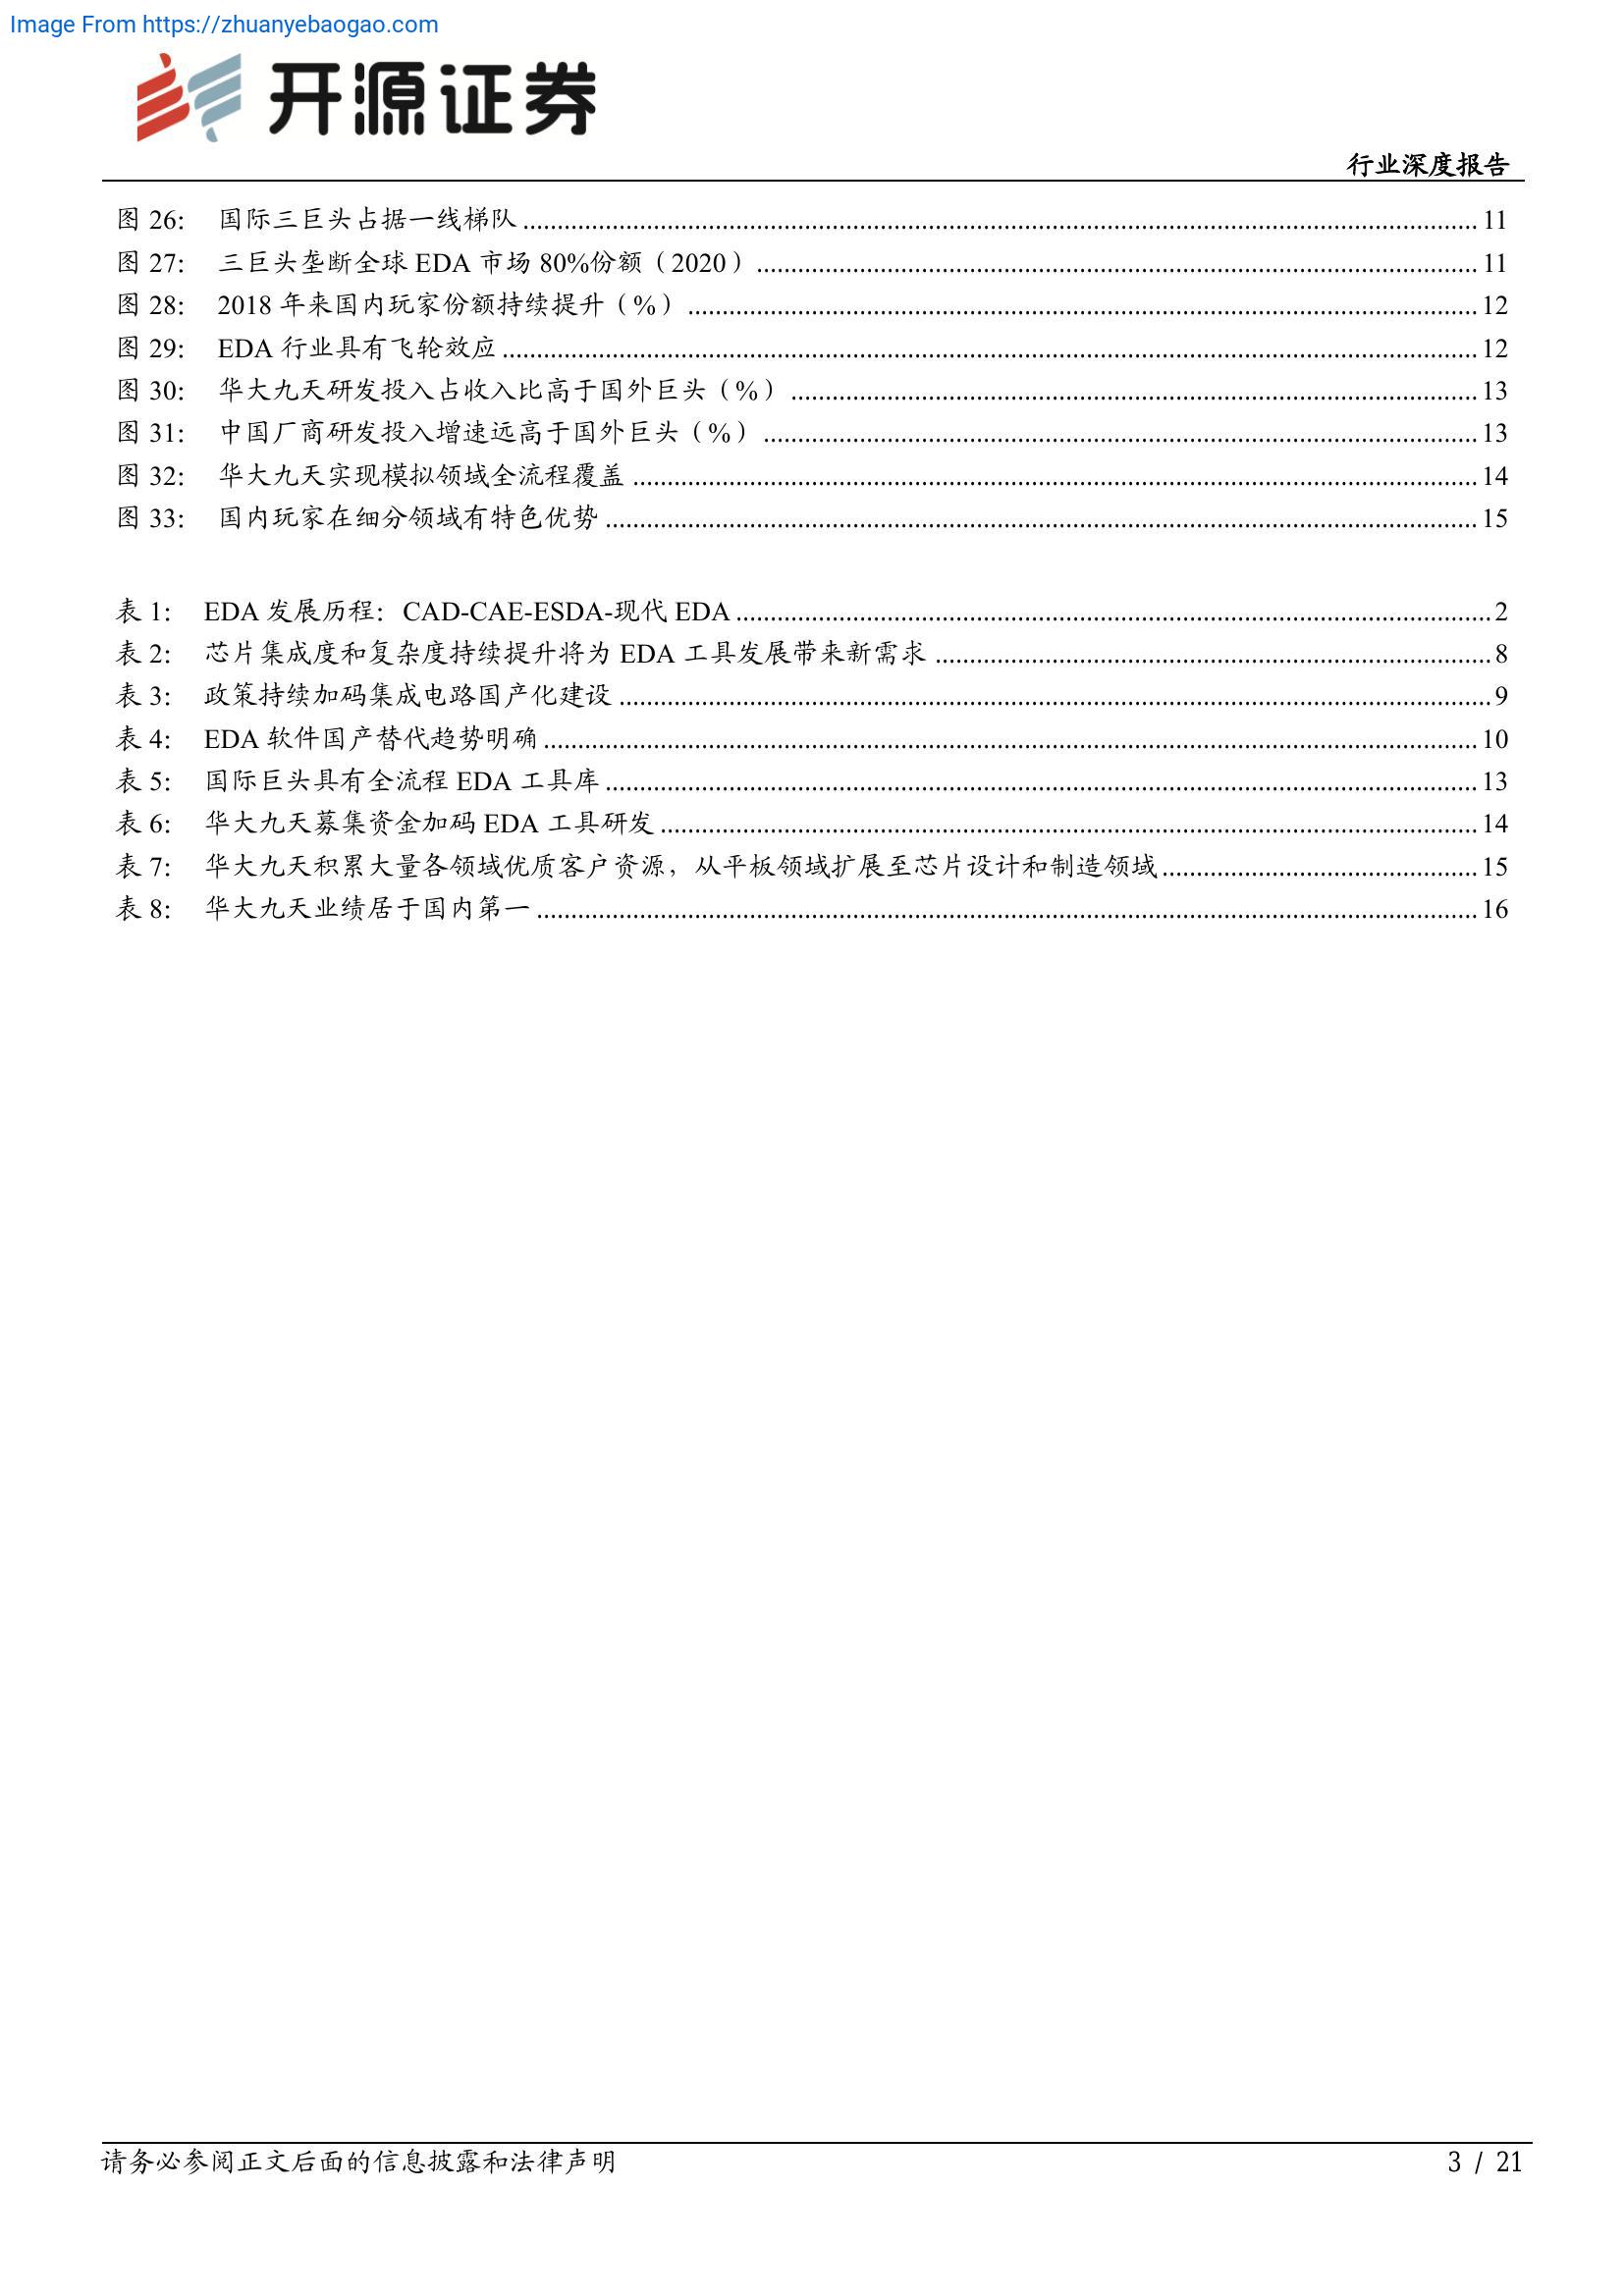 Image From https://zhuanyebaogao.com
开源证券
行业深度报告
图 26： 国际三巨头占据一线梯队 11
图 27： 三巨头垄断全球 EDA 市场 80%份额（2020） 11
图 28： 2018 年来国内玩家份额持续提升（%） 12
图 29： EDA 行业具有飞轮效应 12
图 30： 华大九天研发投入占收入比高于国外巨头（%） 13
图 31： 中国厂商研发投入增速远高于国外巨头（%） 13
图 32： 华大九天实现模拟领域全流程覆盖 14
图 33： 国内玩家在细分领域有特色优势 15
表 1： EDA 发展历程：CAD-CAE-ESDA-现代 EDA 2
表 2： 芯片集成度和复杂度持续提升将为 EDA 工具发展带来新需求 8
表 3： 政策持续加码集成电路国产化建设 9
表 4： EDA 软件国产替代趋势明确 10
表 5： 国际巨头具有全流程 EDA 工具库 13
表 6： 华大九天募集资金加码 EDA 工具研发 14
表 7： 华大九天积累大量各领域优质客户资源，从平板领域扩展至芯片设计和制造领域 15
表 8： 华大九天业绩居于国内第一 16
请务必参阅正文后面的信息披露和法律声明
3 / 21